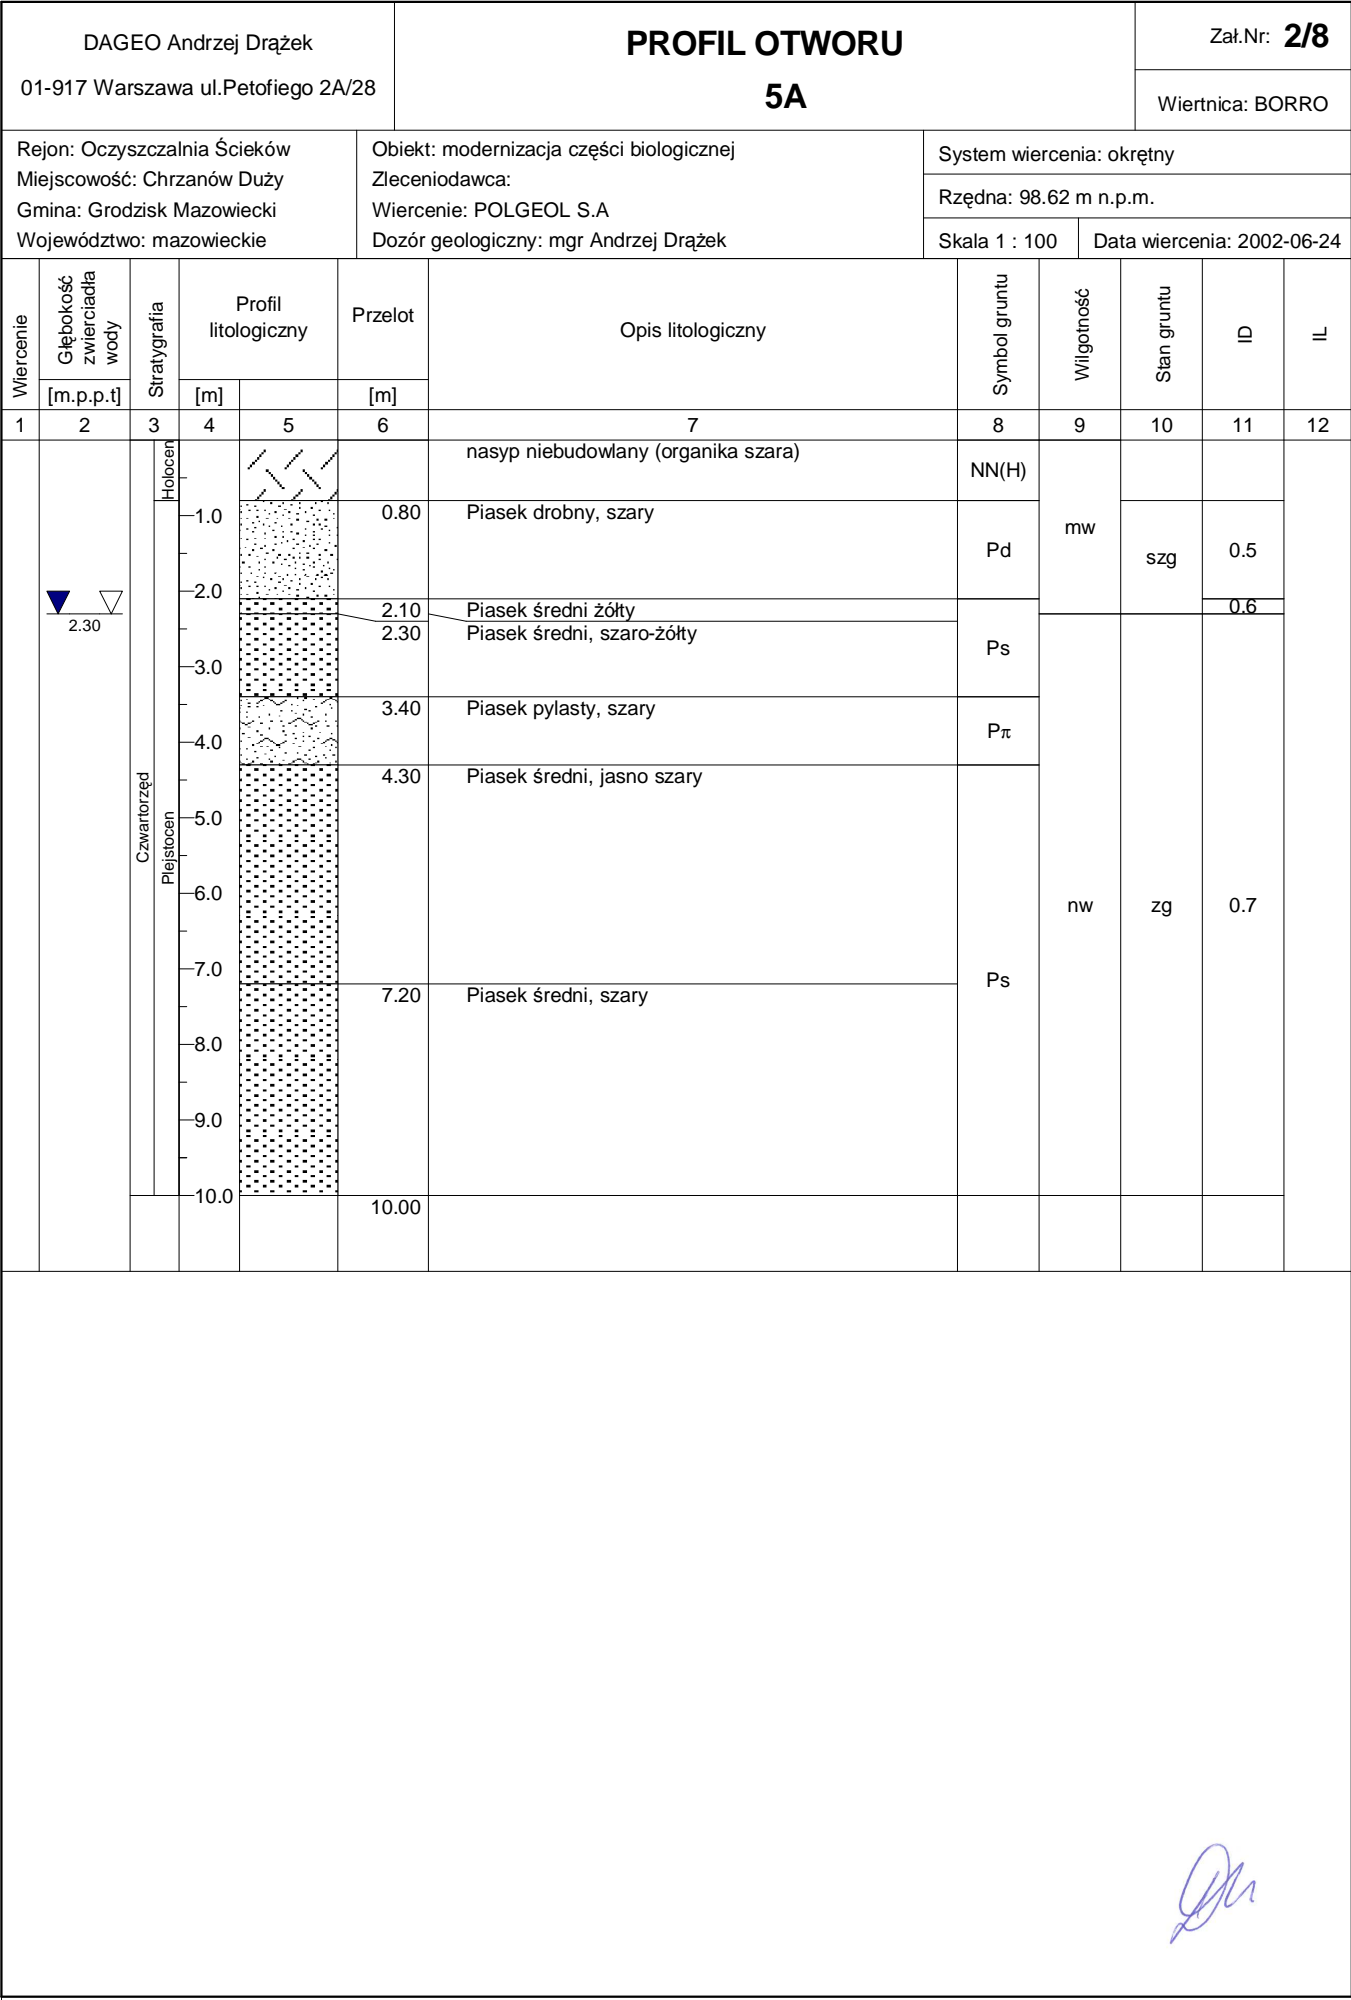 DAGEO Andrzej Drążek
01-917 Warszawa ul.Petofiego 2A/28
PROFIL OTWORU
5A
Zał.Nr: 2/8
Wiertnica: BORRO
Rejon: Oczyszczalnia Ścieków
Miejscowość: Chrzanów Duży
Gmina: Grodzisk Mazowiecki
Województwo: mazowieckie
Obiekt: modernizacja części biologicznej
Zleceniodawca:
Wiercenie: POLGEOL S.A
Dozór geologiczny: mgr Andrzej Drążek
System wiercenia: okrętny
Rzędna: 98.62 m n.p.m.
Skala 1 : 100
Data wiercenia: 2002-06-24
Wiercenie
Głębokość
zwierciadła
wody
[m.p.p.t]
Stratygrafia
Profil
litologiczny
[m]
Przelot
[m]
Opis litologiczny
Symbol gruntu
Wilgotność
Stan gruntu
ID
IL
1 2 3 4 5 6 7 8 9 10 11 12
2.30
Czwartorzęd
Holocen
Plejstocen
1.0
2.0
3.0
4.0
5.0
6.0
7.0
8.0
9.0
10.0
nasyp niebudowlany (organika szara)
0.80 Piasek drobny, szary
2.10 Piasek średni żółty
2.30 Piasek średni, szaro-żółty
3.40 Piasek pylasty, szary
4.30 Piasek średni, jasno szary
7.20 Piasek średni, szary
10.00
NN(H)
Pd
Ps
Pπ
Ps
mw
nw
szg
zg
0.5
0.6
0.7